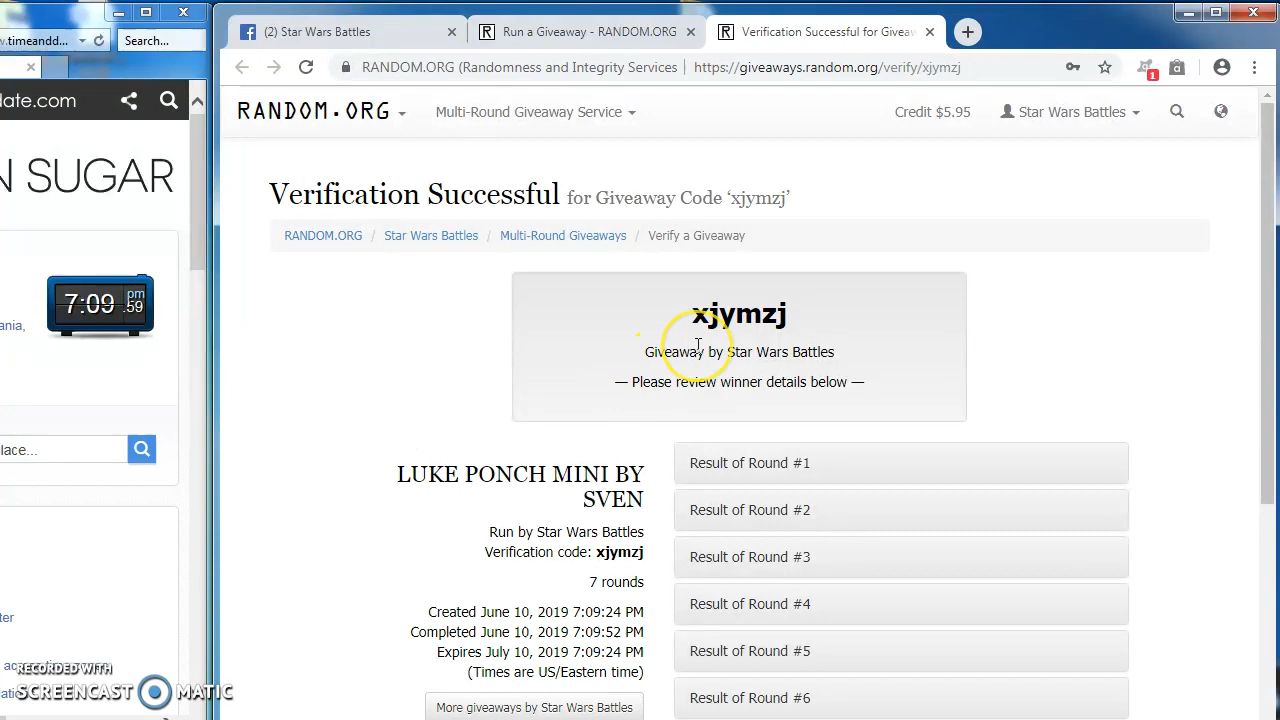 (2) Star Wars Battles
Run a Giveaway - RANDOM.ORG
Verification Successful for Giveaw
w.timeandd...
Search...
RANDOM.ORG (Randomness and Integrity Services | https://giveaways.random.org/verify/xjymzj
1
date.com
RANDOM.ORG
Multi-Round Giveaway Service
Credit $5.95
Star Wars Battles
N SUGAR
Verification Successful for Giveaway Code ‘xjymzj’
RANDOM.ORG / Star Wars Battles / Multi-Round Giveaways / Verify a Giveaway
7:09 pm .59
ania,
xjymzj
Giveaway by Star Wars Battles
— Please review winner details below —
lace...
LUKE PONCH MINI BY
SVEN
Run by Star Wars Battles
Verification code: xjymzj
7 rounds
Created June 10, 2019 7:09:24 PM
Completed June 10, 2019 7:09:52 PM
Expires July 10, 2019 7:09:24 PM
(Times are US/Eastern time)
More giveaways by Star Wars Battles
Result of Round #1
Result of Round #2
Result of Round #3
Result of Round #4
Result of Round #5
Result of Round #6
ter
RECORDED WITH
SCREENCAST MATIC